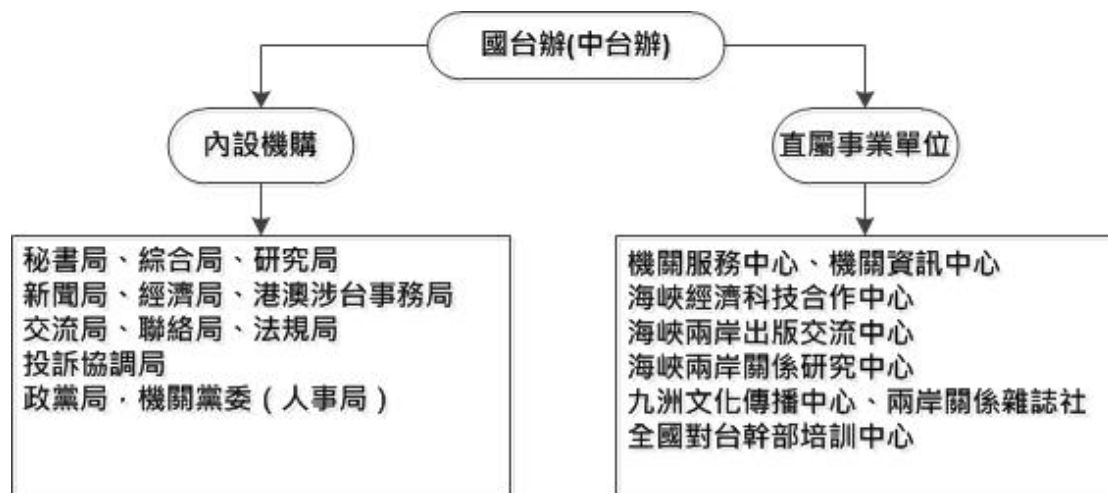 國台辦(中台辦)
內設機購
直屬事業單位
秘書局、綜合局、研究局
新聞局、經濟局、港澳涉台事務局
交流局、聯絡局、法規局
投訴協調局
政黨局，機關黨委（人事局）
機關服務中心、機關資訊中心
海峽經濟科技合作中心
海峽兩岸出版交流中心
海峽兩岸關係研究中心
九洲文化傳播中心、兩岸關係雜誌社
全國對台幹部培訓中心